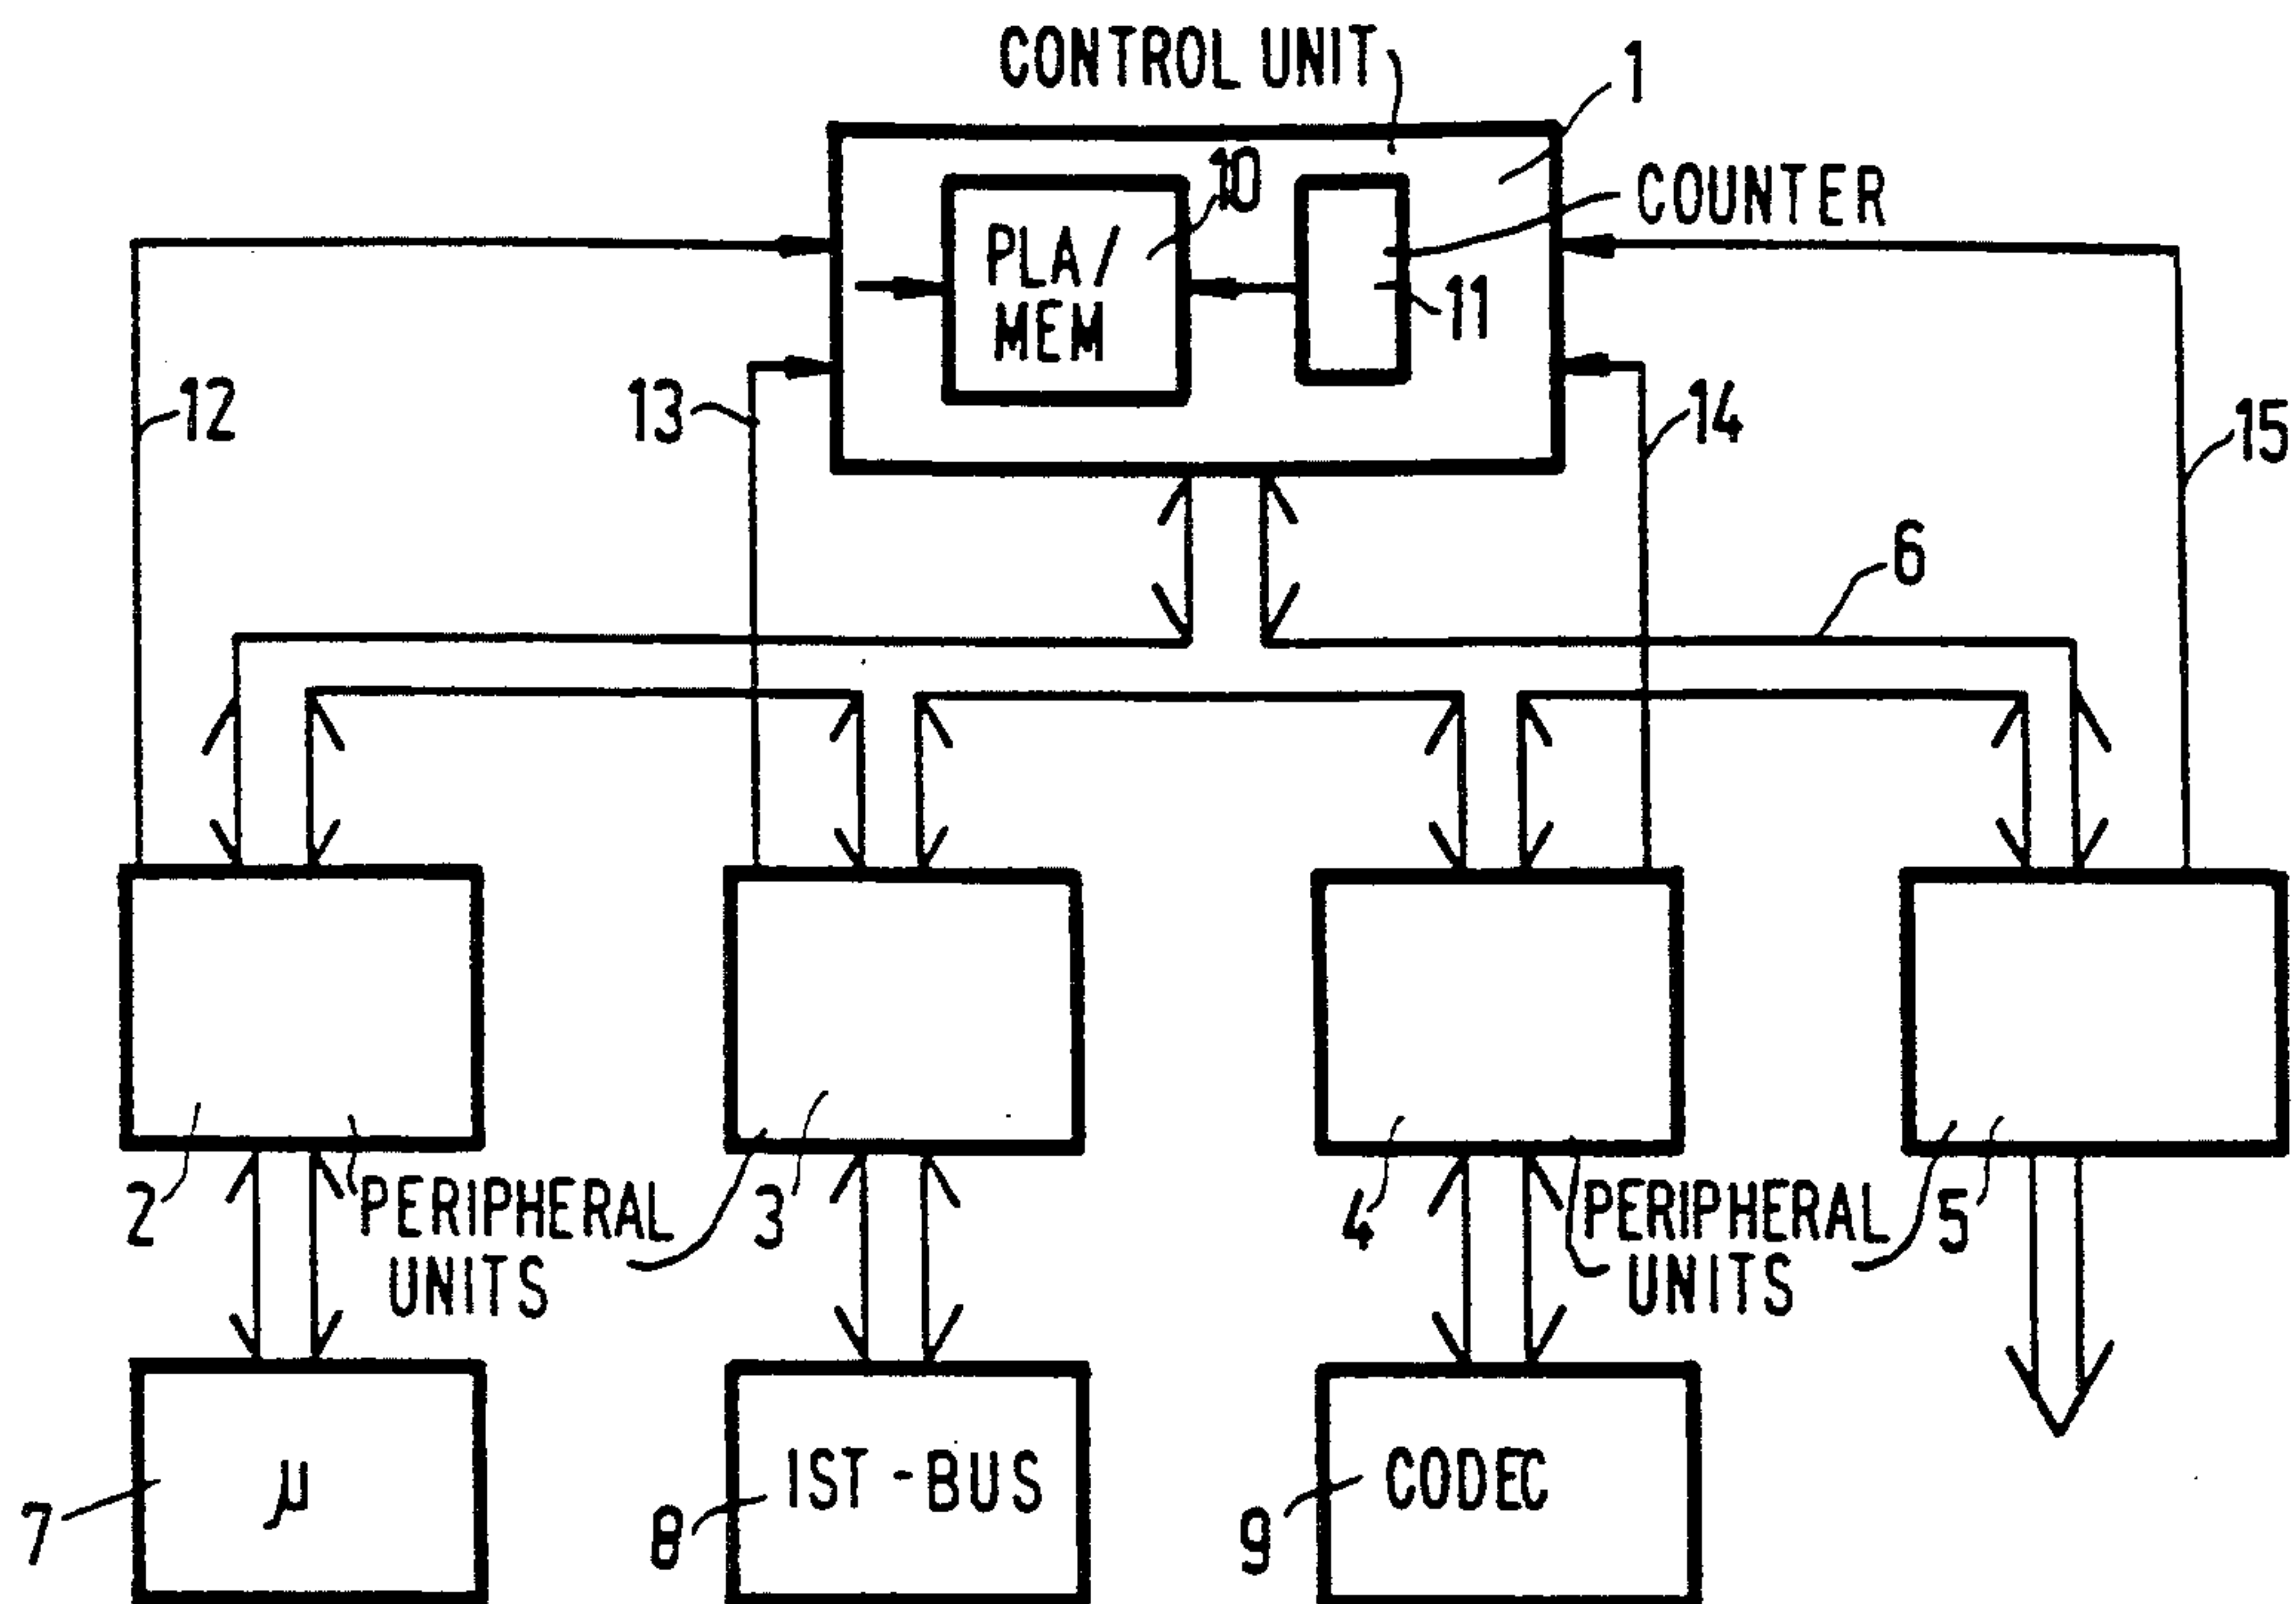 CONTROL UNIT
1
10
COUNTER
PLA/
MEM
11
12
13
14
15
6
2
PERIPHERAL
UNITS
3
4
PERIPHERAL
UNITS
5
7
μ
8
1ST-BUS
9
CODEC